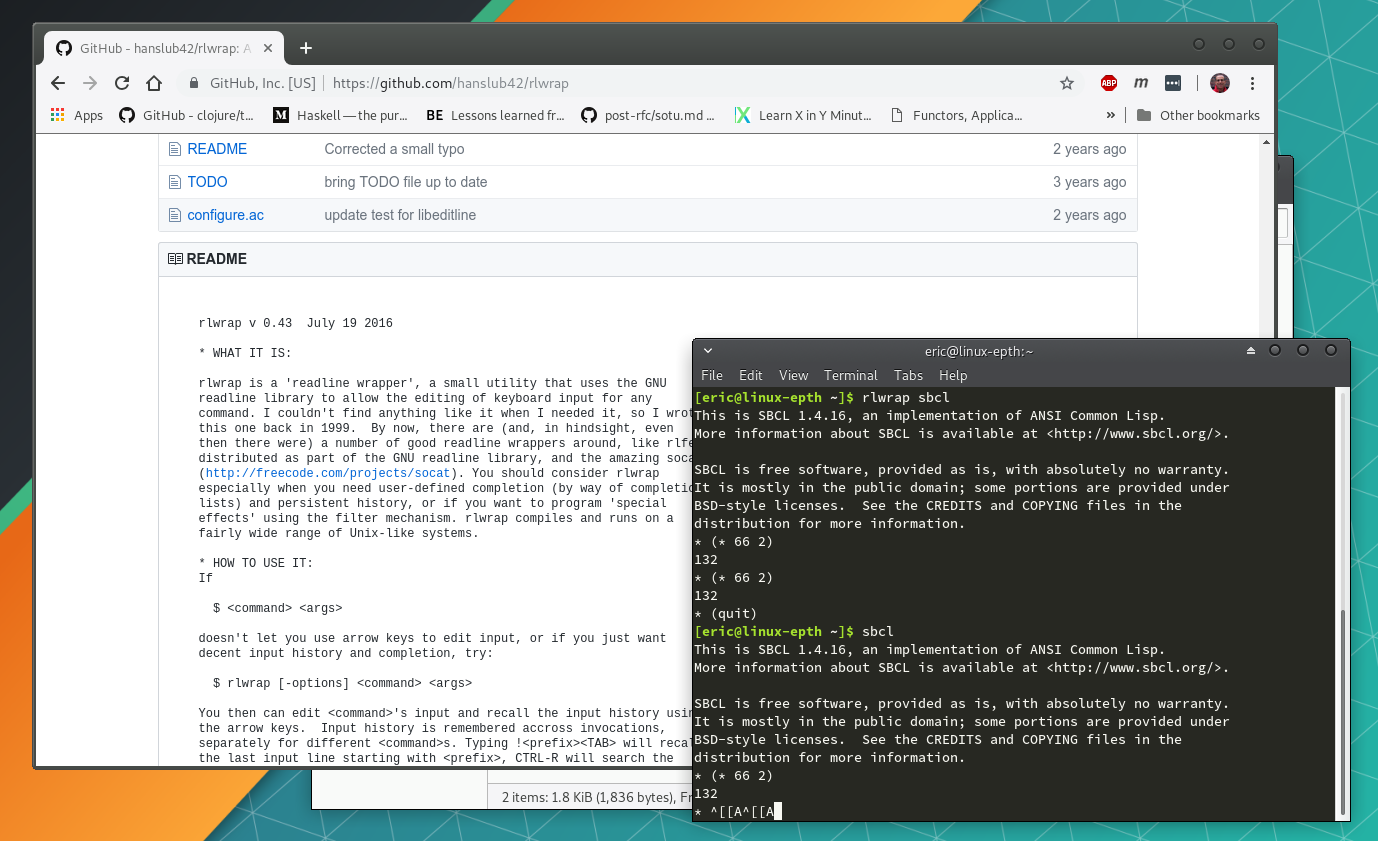 GitHub - hanslub42/rlwrap: A
GitHub, Inc. [US] https://github.com/hanslub42/rlwrap
ABP m
Apps GitHub - clojure/t... M Haskell — the pur... BE Lessons learned fr... post-rfc/sotu.md ... Learn X in Y Minut... Functors, Applica... » Other bookmarks
README Corrected a small typo 2 years ago
TODO bring TODO file up to date 3 years ago
configure.ac update test for libeditline 2 years ago
README
rlwrap v 0.43 July 19 2016
* WHAT IT IS:
rlwrap is a 'readline wrapper', a small utility that uses the GNU
readline library to allow the editing of keyboard input for any
command. I couldn't find anything like it when I needed it, so I wrot
this one back in 1999. By now, there are (and, in hindsight, even
then there were) a number of good readline wrappers around, like rlfe
distributed as part of the GNU readline library, and the amazing soca
(http://freecode.com/projects/socat). You should consider rlwrap
especially when you need user-defined completion (by way of completic
lists) and persistent history, or if you want to program 'special
effects' using the filter mechanism. rlwrap compiles and runs on a
fairly wide range of Unix-like systems.
* HOW TO USE IT:
If
$ <command> <args>
doesn't let you use arrow keys to edit input, or if you just want
decent input history and completion, try:
$ rlwrap [-options] <command> <args>
You then can edit <command>'s input and recall the input history usin
the arrow keys. Input history is remembered accross invocations,
separately for different <command>s. Typing !<prefix><TAB> will recal
the last input line starting with <prefix>, CTRL-R will search the
2 items: 1.8 KiB (1,836 bytes), Fr
eric@linux-epth:~
File Edit View Terminal Tabs Help
[eric@linux-epth ~]$ rlwrap sbcl
This is SBCL 1.4.16, an implementation of ANSI Common Lisp.
More information about SBCL is available at <http://www.sbcl.org/>.
SBCL is free software, provided as is, with absolutely no warranty.
It is mostly in the public domain; some portions are provided under
BSD-style licenses. See the CREDITS and COPYING files in the
distribution for more information.
* (* 66 2)
132
* (* 66 2)
132
* (quit)
[eric@linux-epth ~]$ sbcl
This is SBCL 1.4.16, an implementation of ANSI Common Lisp.
More information about SBCL is available at <http://www.sbcl.org/>.
SBCL is free software, provided as is, with absolutely no warranty.
It is mostly in the public domain; some portions are provided under
BSD-style licenses. See the CREDITS and COPYING files in the
distribution for more information.
* (* 66 2)
132
* ^[[A^[[A